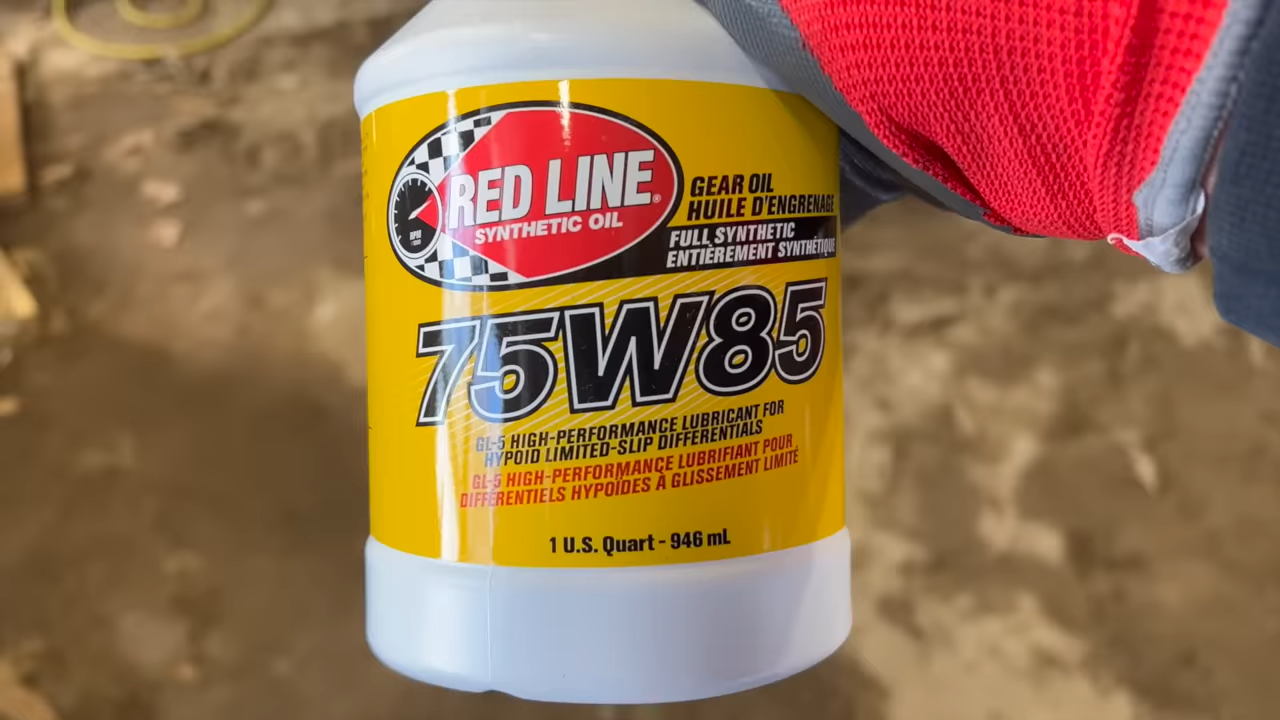 RED LINE®
SYNTHETIC OIL
RPM
GEAR OIL
HUILE D'ENGRENAGE
FULL SYNTHETIC
ENTIÈREMENT SYNTHÉTIQUE
75W85
GL-5 HIGH-PERFORMANCE LUBRICANT FOR
HYPOID LIMITED-SLIP DIFFERENTIALS
GL-5 HIGH-PERFORMANCE LUBRIFIANT POUR
DIFFÉRENTIELS HYPOÏDES À GLISSEMENT LIMITÉ
1 U.S. Quart - 946 mL